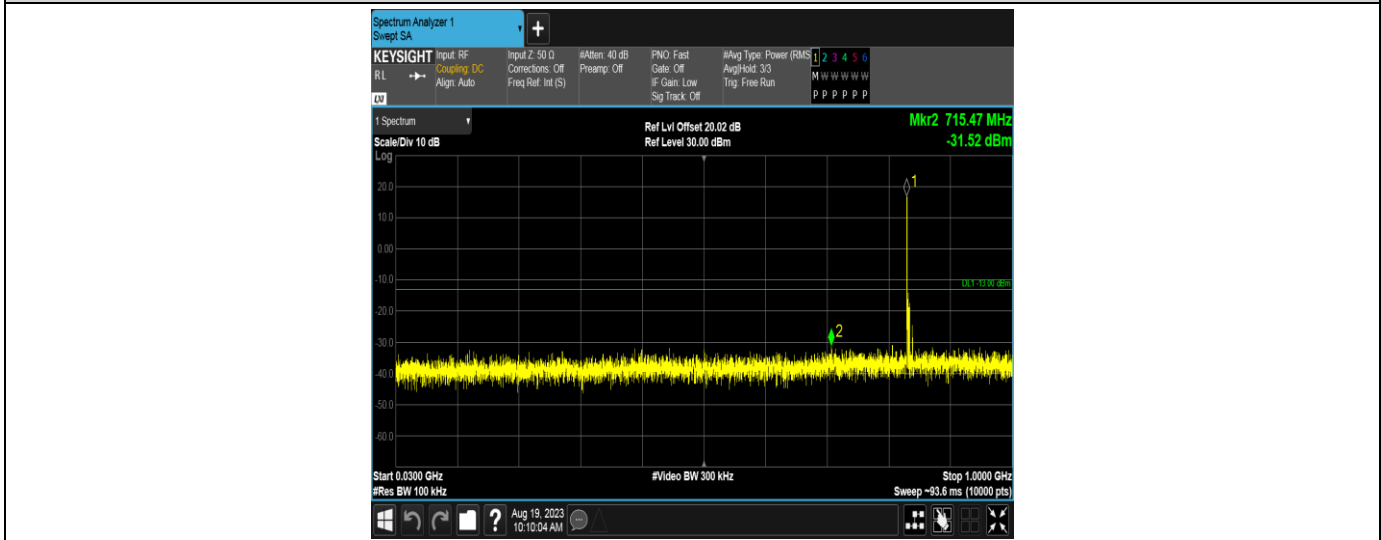 Spectrum Analyzer 1
Swept SA
+
KEYSIGHT
RL
LXI
Input: RF
Coupling: DC
Align: Auto
Input Z: 50 Ω
Corrections: Off
Freq Ref: Int (S)
#Atten: 40 dB
Preamp: Off
PNO: Fast
Gate: Off
IF Gain: Low
Sig Track: Off
#Avg Type: Power (RMS
Avg|Hold: 3/3
Trig: Free Run
1 2 3 4 5 6
M W W W W W
P P P P P P
1 Spectrum
Scale/Div 10 dB
Log
Ref Lvl Offset 20.02 dB
Ref Level 30.00 dBm
Mkr2 715.47 MHz
-31.52 dBm
1
20.0
10.0
0.00
-10.0
DL1 -13.00 dBm
-20.0
2
-30.0
-40.0
-50.0
-60.0
Start 0.0300 GHz
#Video BW 300 kHz
Stop 1.0000 GHz
#Res BW 100 kHz
Sweep ~93.6 ms (10000 pts)
?
Aug 19, 2023
10:10:04 AM